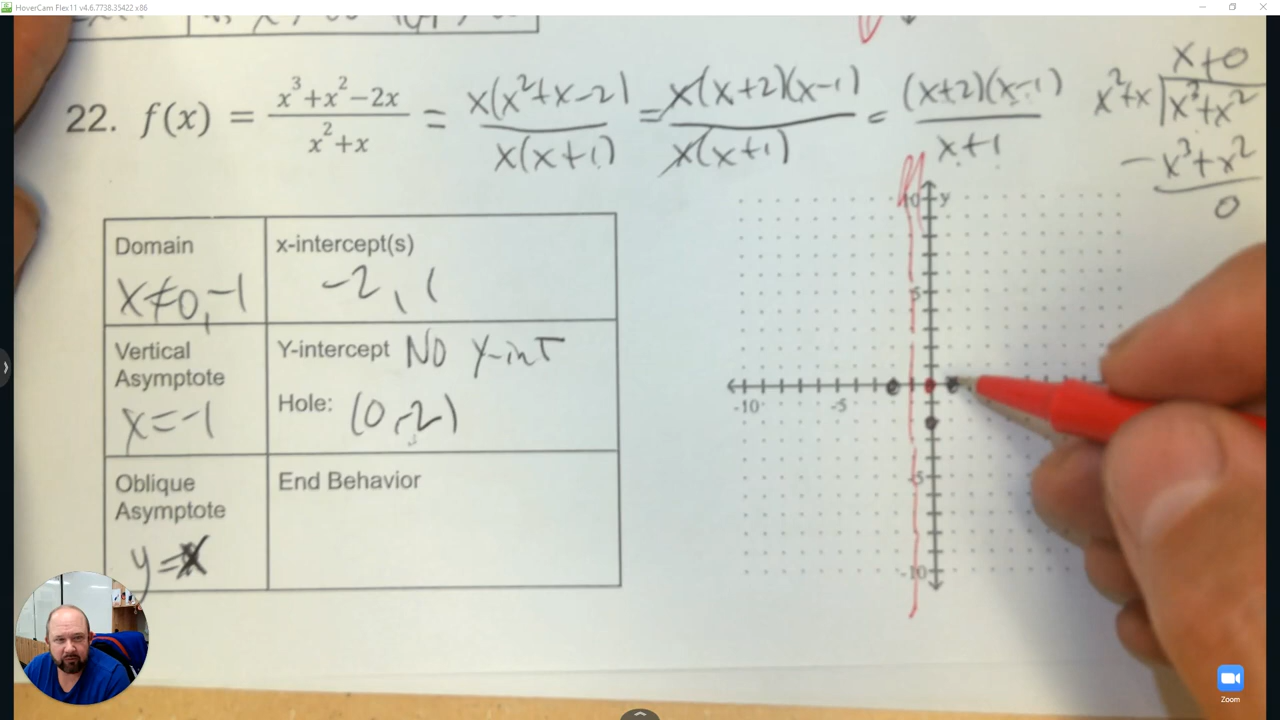 HoverCam Flex11 v4.6.7738.35422 x86
22. f(x) = x³+x²−2x / x²+x = x(x²+x−2) / x(x+1) = x(x+2)(x−1) / x(x+1) = (x+2)(x−1) / x+1
x+0
x²+x x³+x²
− x³+x²
0
Domain
x≠0,−1
x-intercept(s)
−2, 1
Vertical
Asymptote
x=−1
Y-intercept NO Y-inT
Hole: (0,−2)
Oblique
Asymptote
y=x
End Behavior
y
5
-10 -5
-5
-10
Zoom